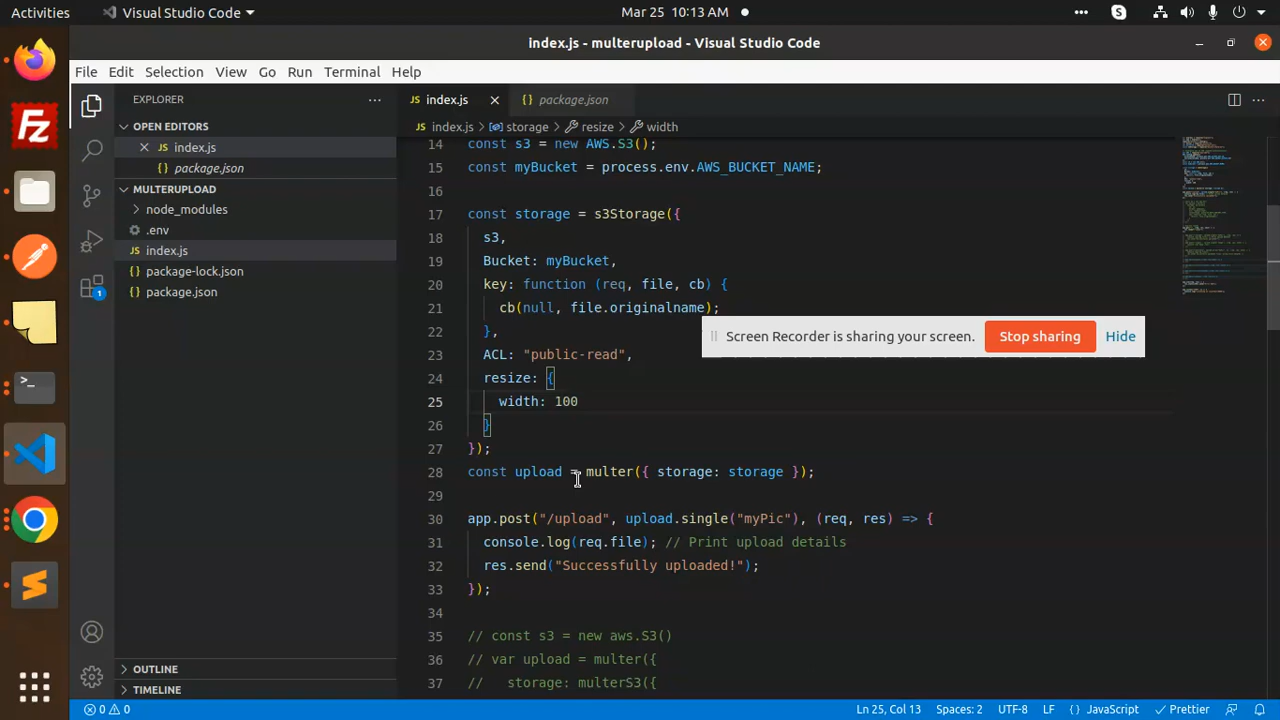 Activities
Visual Studio Code
Mar 25 10:13 AM
index.js - multerupload - Visual Studio Code
File Edit Selection View Go Run Terminal Help
EXPLORER
OPEN EDITORS
JS index.js
{} package.json
MULTERUPLOAD
node_modules
.env
JS index.js
package-lock.json
package.json
OUTLINE
TIMELINE
1
JS index.js
{} package.json
JS index.js > storage > resize > width
14 const s3 = new AWS.S3();
15 const myBucket = process.env.AWS_BUCKET_NAME;
16
17 const storage = s3Storage({
18 s3,
19 Bucket: myBucket,
20 key: function (req, file, cb) {
21 cb(null, file.originalname);
22 },
23 ACL: "public-read",
24 resize: {
25 width: 100
26 }
27 });
28 const upload = multer({ storage: storage });
29
30 app.post("/upload", upload.single("myPic"), (req, res) => {
31 console.log(req.file); // Print upload details
32 res.send("Successfully uploaded!");
33 });
34
35 // const s3 = new aws.S3()
36 // var upload = multer({
37 // storage: multerS3({
Screen Recorder is sharing your screen.
Stop sharing
Hide
0 0
Ln 25, Col 13
Spaces: 2
UTF-8
LF
{} JavaScript
Prettier